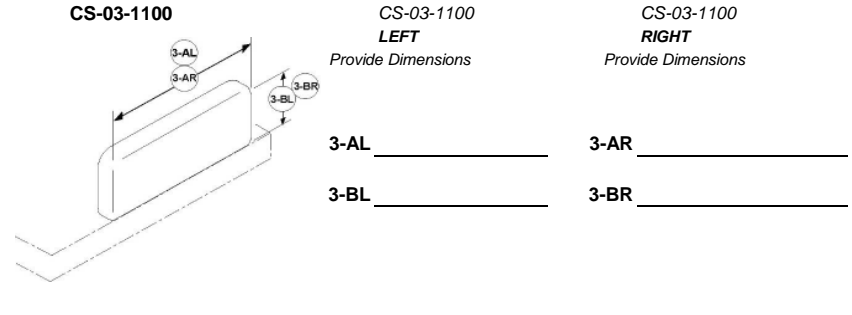 CS-03-1100
3-AL
3-AR
3-BR
3-BL
CS-03-1100
LEFT
Provide Dimensions
3-AL
3-BL
CS-03-1100
RIGHT
Provide Dimensions
3-AR
3-BR